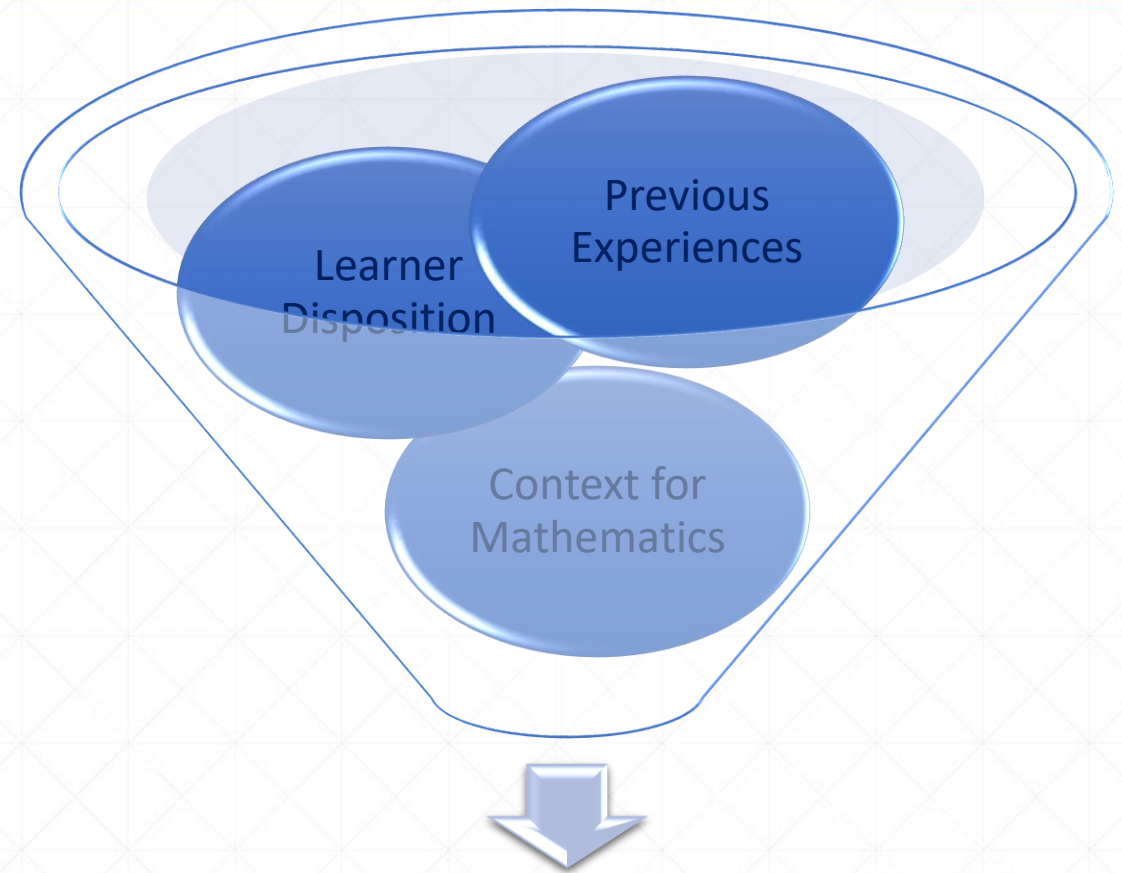 Previous
Experiences
Learner
Disposition
Context for
Mathematics